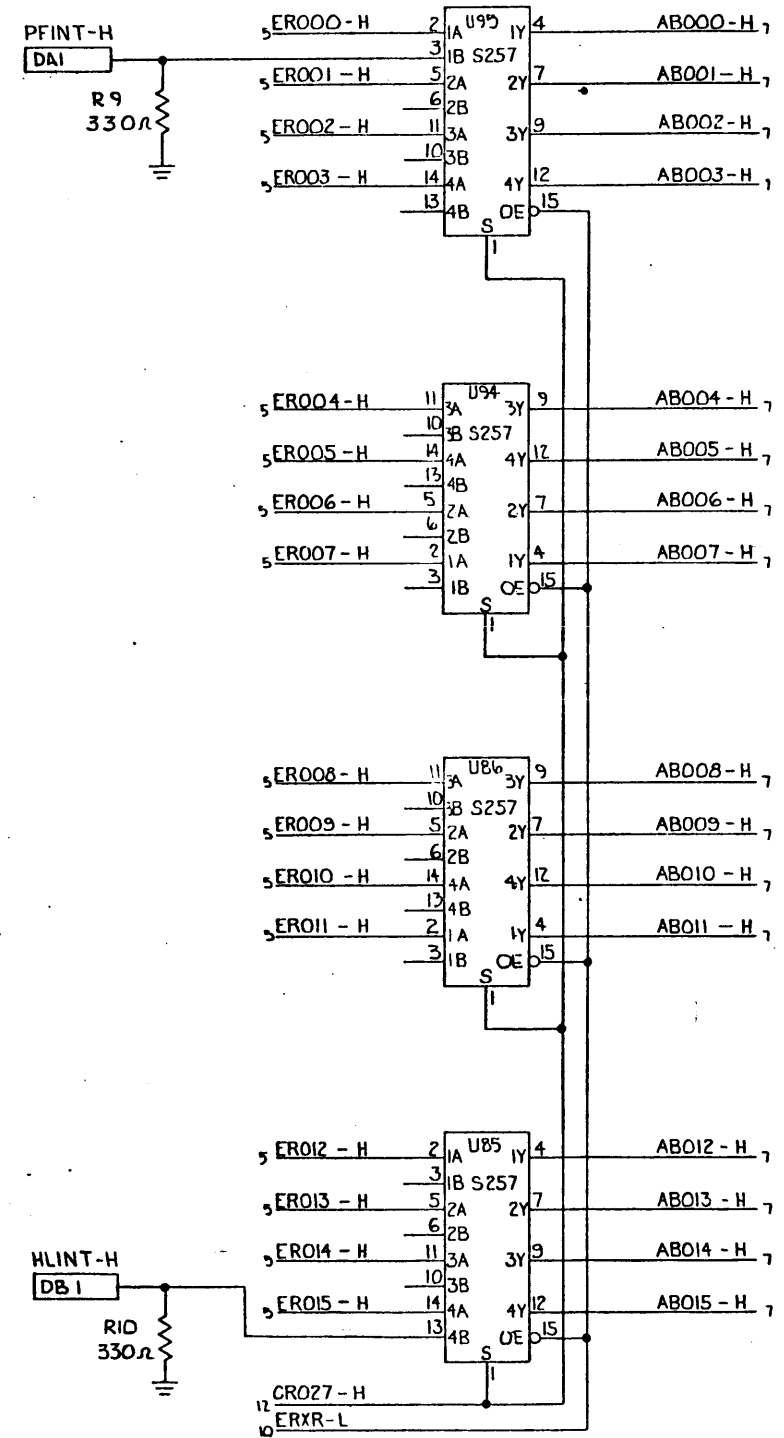 5 ER000-H 2 1A U95 1Y 4 AB000-H 7
PFINT-H
DA1
3 1B S257
5 ER001-H 5 2A 2Y 7 AB001-H 7
R9
330Ω
6 2B
5 ER002-H 11 3A 3Y 9 AB002-H 7
10 3B
5 ER003-H 14 4A 4Y 12 AB003-H 7
13 4B OE 15
S
1
5 ER004-H 11 3A U94 3Y 9 AB004-H 7
10 3B S257
5 ER005-H 14 4A 4Y 12 AB005-H 7
13 4B
5 ER006-H 5 2A 2Y 7 AB006-H 7
6 2B
5 ER007-H 2 1A 1Y 4 AB007-H 7
3 1B OE 15
S
1
5 ER008-H 11 3A U86 3Y 9 AB008-H 7
10 3B S257
5 ER009-H 5 2A 2Y 7 AB009-H 7
6 2B
5 ER010-H 14 4A 4Y 12 AB010-H 7
13 4B
5 ER011-H 2 1A 1Y 4 AB011-H 7
3 1B OE 15
S
1
5 ER012-H 2 1A U85 1Y 4 AB012-H 7
3 1B S257
5 ER013-H 5 2A 2Y 7 AB013-H 7
6 2B
5 ER014-H 11 3A 3Y 9 AB014-H 7
HLINT-H
DB1
10 3B
5 ER015-H 14 4A 4Y 12 AB015-H 7
R10
330Ω
13 4B OE 15
S
1
12 CR027-H
10 ERXR-L